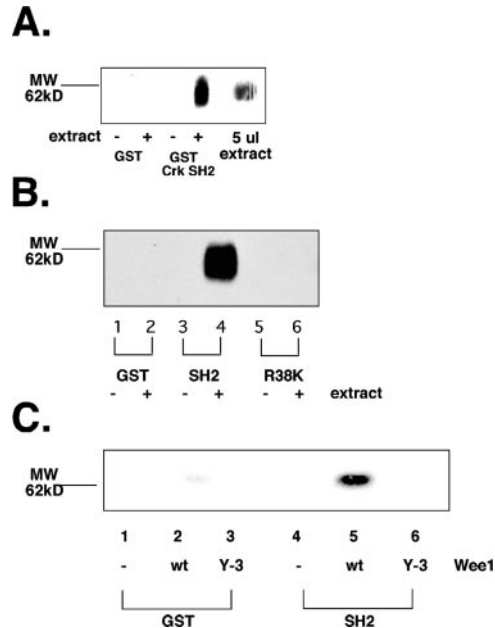 A.
MW
62kD
extract - + - + 5 ul
GST GST extract
Crk SH2
B.
MW
62kD
1 2 3 4 5 6
GST SH2 R38K
- + - + - + extract
C.
MW
62kD
1 2 3 4 5 6
- wt Y-3 - wt Y-3 Wee1
GST SH2